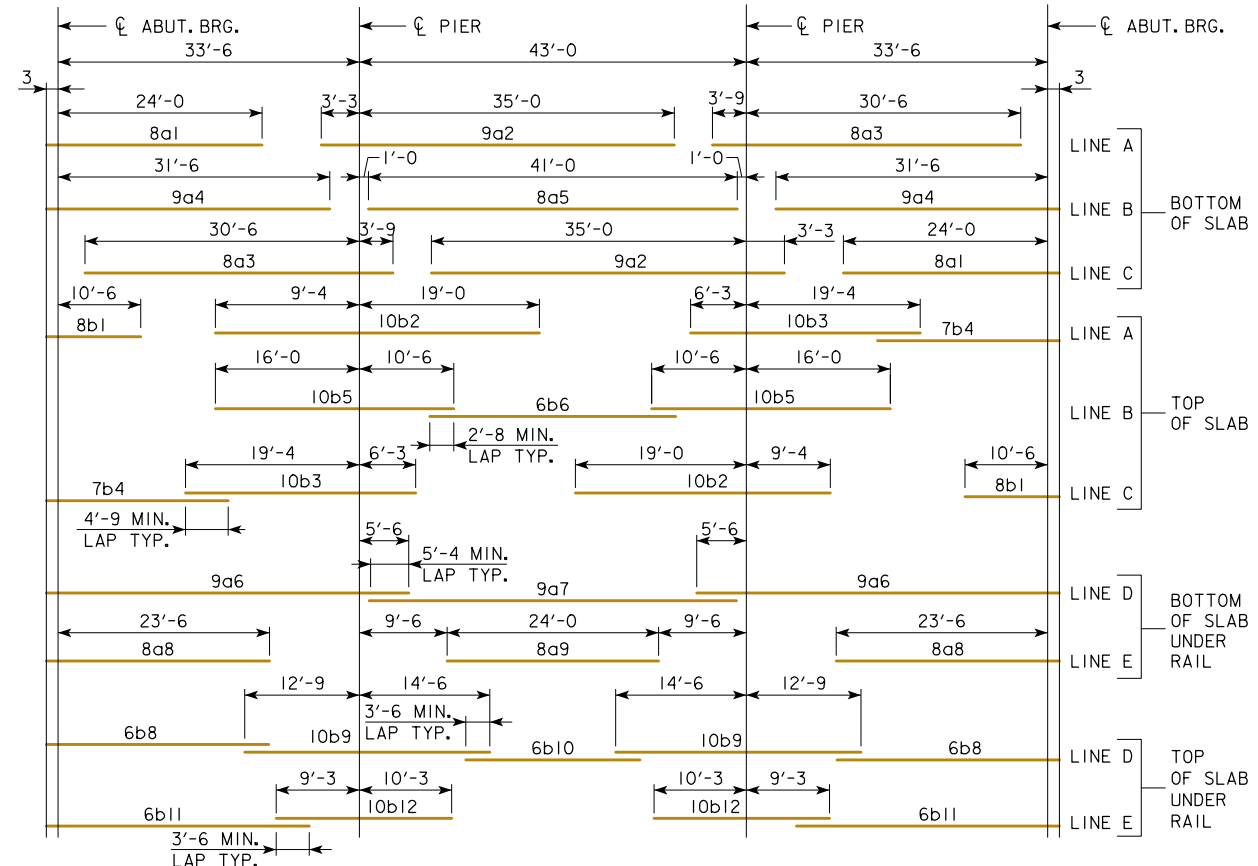 ℄ ABUT. BRG.
℄ PIER
℄ PIER
℄ ABUT. BRG.
33'-6
43'-0
33'-6
3
3
24'-0
3'-3
35'-0
3'-9
30'-6
8a1
9a2
8a3
LINE A
31'-6
1'-0
41'-0
1'-0
31'-6
9a4
8a5
9a4
LINE B
BOTTOM
OF SLAB
30'-6
3'-9
35'-0
3'-3
24'-0
8a3
9a2
8a1
LINE C
10'-6
9'-4
19'-0
6'-3
19'-4
8b1
10b2
10b3
7b4
LINE A
16'-0
10'-6
10'-6
16'-0
10b5
6b6
10b5
LINE B
TOP
OF SLAB
2'-8 MIN.
LAP TYP.
19'-4
6'-3
19'-0
9'-4
10'-6
7b4
10b3
10b2
8b1
LINE C
4'-9 MIN.
LAP TYP.
5'-6
5'-6
5'-4 MIN.
LAP TYP.
9a6
9a7
9a6
LINE D
BOTTOM
OF SLAB
UNDER
RAIL
23'-6
9'-6
24'-0
9'-6
23'-6
8a8
8a9
8a8
LINE E
12'-9
14'-6
14'-6
12'-9
3'-6 MIN.
LAP TYP.
6b8
10b9
6b10
10b9
6b8
LINE D
TOP
OF SLAB
UNDER
RAIL
9'-3
10'-3
10'-3
9'-3
6b11
10b12
10b12
6b11
LINE E
3'-6 MIN.
LAP TYP.